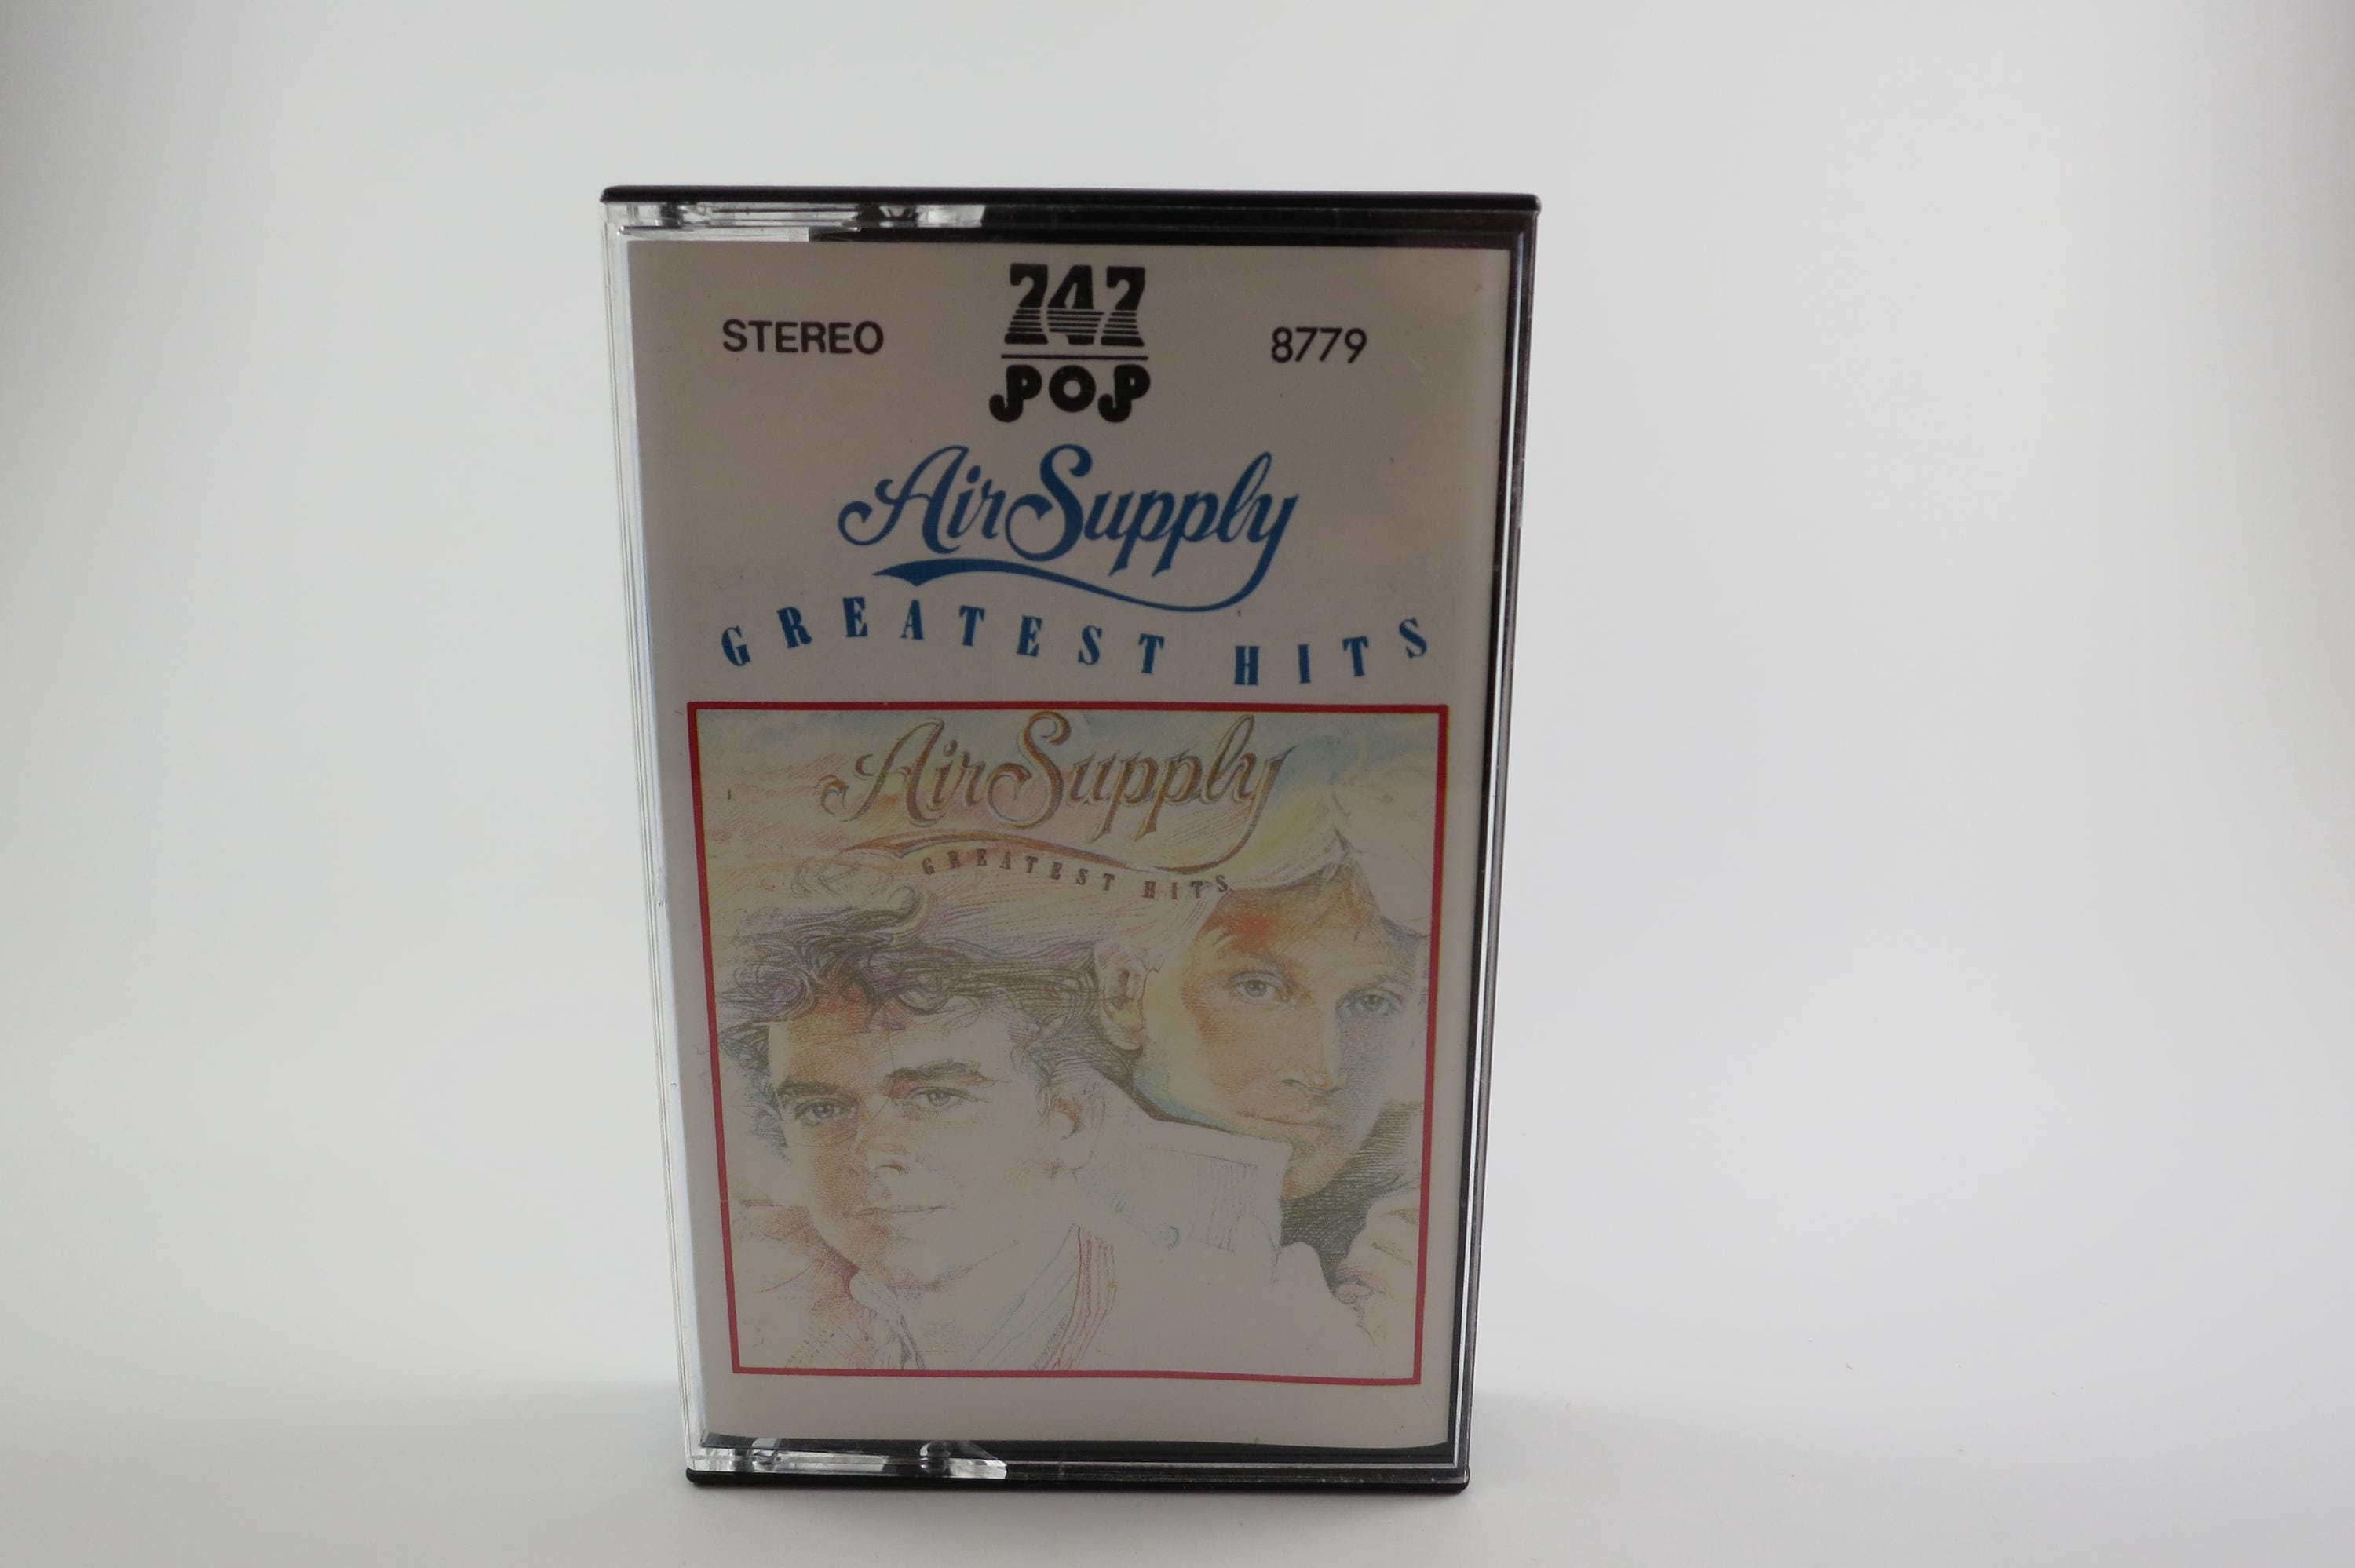 747
STEREO 8779
POP
Air Supply
GREATEST HITS
Air Supply
GREATEST HITS